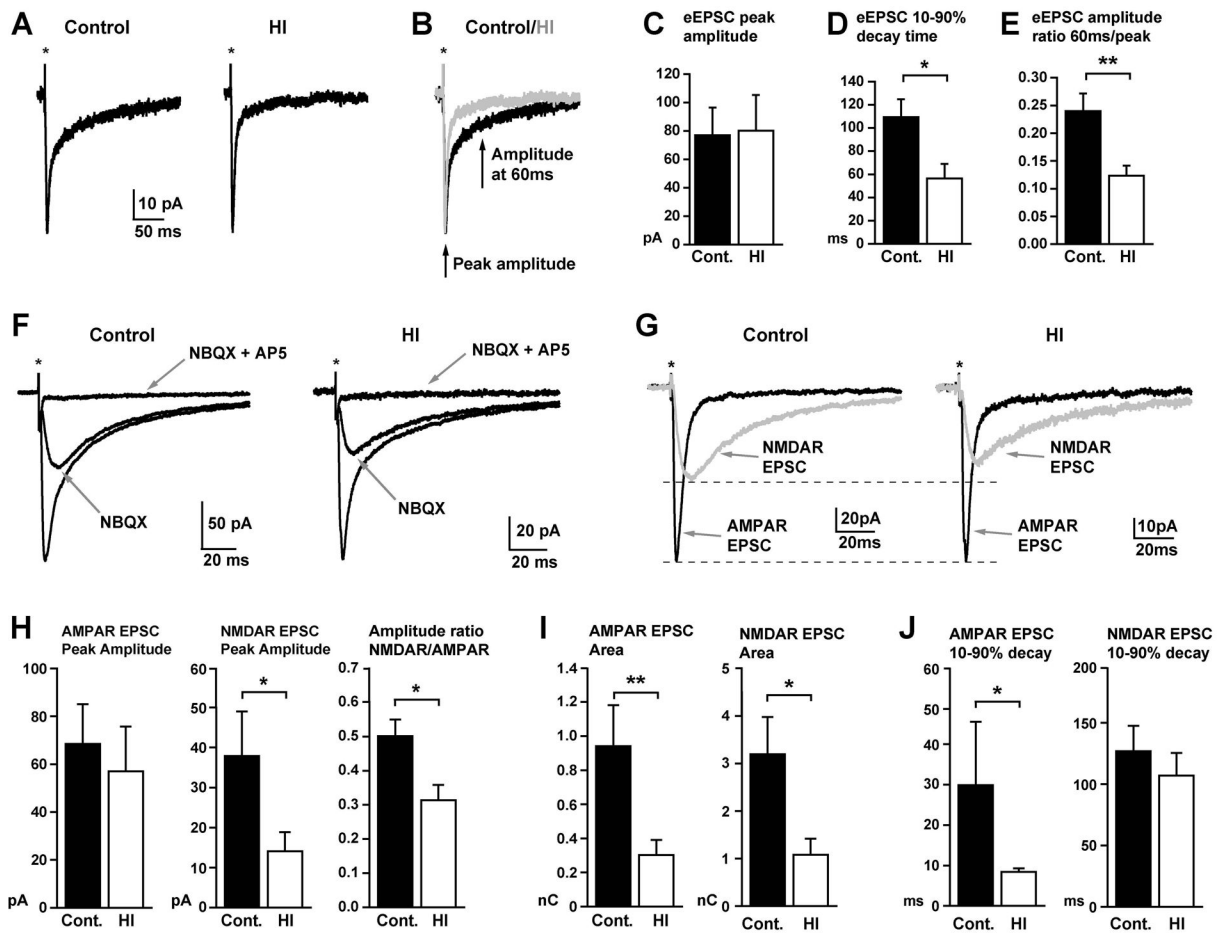 A
Control
HI
*
*
10 pA
50 ms
B
Control/HI
*
Amplitude
at 60ms
Peak amplitude
C
eEPSC peak
amplitude
120
100
80
60
40
20
0
pA
Cont.
HI
D
eEPSC 10-90%
decay time
*
140
120
100
80
60
40
20
0
ms
Cont.
HI
E
eEPSC amplitude
ratio 60ms/peak
**
0.30
0.25
0.20
0.15
0.10
0.05
0.00
Cont.
HI
F
Control
HI
*
NBQX + AP5
NBQX
50 pA
20 ms
*
NBQX + AP5
NBQX
20 pA
20 ms
G
Control
HI
*
NMDAR
EPSC
AMPAR
EPSC
20pA
20ms
*
NMDAR
EPSC
AMPAR
EPSC
10pA
20ms
H
AMPAR EPSC
Peak Amplitude
100
80
60
40
20
0
pA
Cont.
HI
NMDAR EPSC
Peak Amplitude
*
60
50
40
30
20
10
0
pA
Cont.
HI
Amplitude ratio
NMDAR/AMPAR
*
0.7
0.6
0.5
0.4
0.3
0.2
0.1
0.0
Cont.
HI
I
AMPAR EPSC
Area
**
1.4
1.2
1.0
0.8
0.6
0.4
0.2
0
nC
Cont.
HI
NMDAR EPSC
Area
*
5
4
3
2
1
0
nC
Cont.
HI
J
AMPAR EPSC
10-90% decay
*
60
50
40
30
20
10
0
ms
Cont.
HI
NMDAR EPSC
10-90% decay
200
150
100
50
0
ms
Cont.
HI